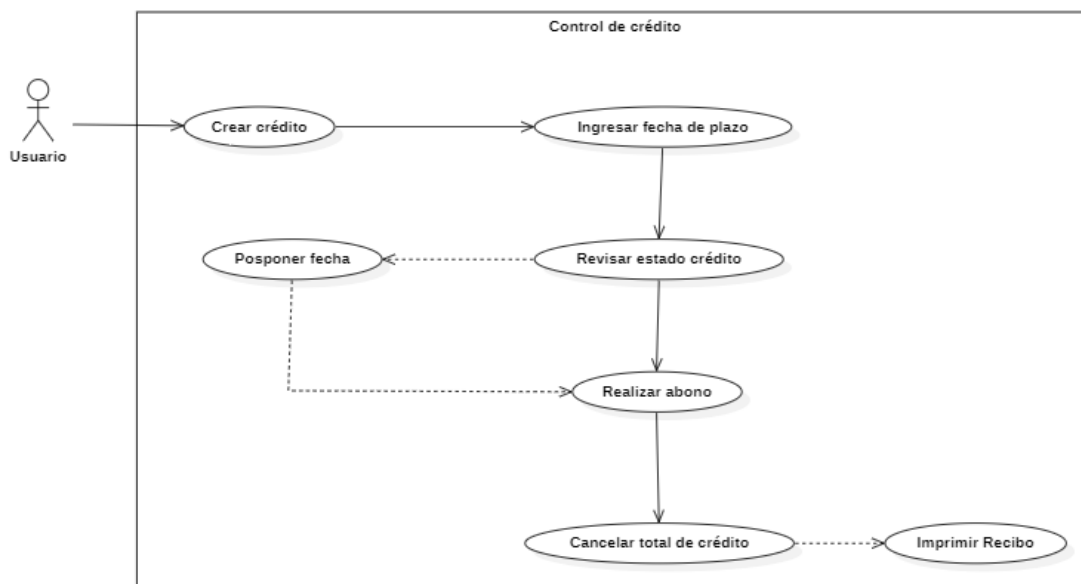 Control de crédito
Usuario
Crear crédito
Ingresar fecha de plazo
Posponer fecha
Revisar estado crédito
Realizar abono
Cancelar total de crédito
Imprimir Recibo